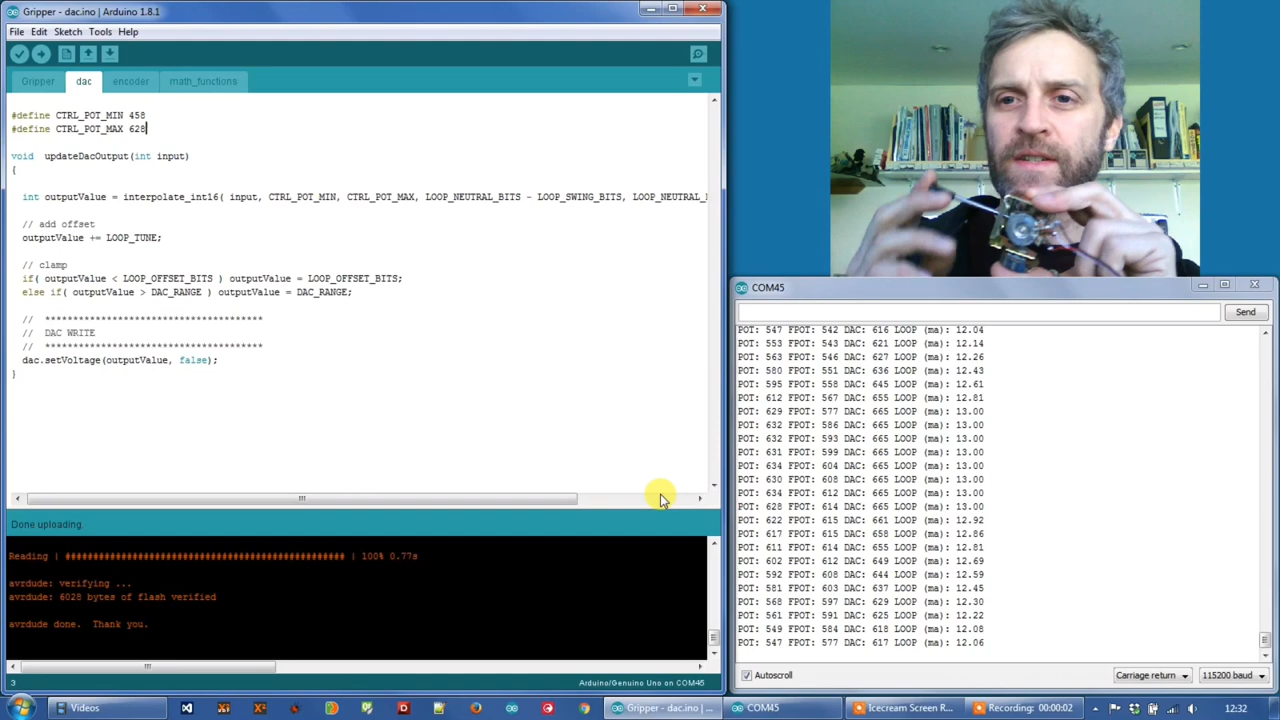 Gripper - dac.ino | Arduino 1.8.1
File Edit Sketch Tools Help
Gripper dac encoder math_functions
#define CTRL_POT_MIN 458
#define CTRL_POT_MAX 628
void updateDacOutput(int input)
{
int outputValue = interpolate_int16( input, CTRL_POT_MIN, CTRL_POT_MAX, LOOP_NEUTRAL_BITS - LOOP_SWING_BITS, LOOP_NEUTRAL_
// add offset
outputValue += LOOP_TUNE;
// clamp
if( outputValue < LOOP_OFFSET_BITS ) outputValue = LOOP_OFFSET_BITS;
else if( outputValue > DAC_RANGE ) outputValue = DAC_RANGE;
// ****************************************
// DAC WRITE
// ****************************************
dac.setVoltage(outputValue, false);
}
Done uploading.
Reading | ################################################## | 100% 0.77s
avrdude: verifying ...
avrdude: 6028 bytes of flash verified
avrdude done.  Thank you.
3 Arduino/Genuino Uno on COM45
COM45
Send
POT: 547 FPOT: 542 DAC: 616 LOOP (ma): 12.04
POT: 553 FPOT: 543 DAC: 621 LOOP (ma): 12.14
POT: 563 FPOT: 546 DAC: 627 LOOP (ma): 12.26
POT: 580 FPOT: 551 DAC: 636 LOOP (ma): 12.43
POT: 595 FPOT: 558 DAC: 645 LOOP (ma): 12.61
POT: 612 FPOT: 567 DAC: 655 LOOP (ma): 12.81
POT: 629 FPOT: 577 DAC: 665 LOOP (ma): 13.00
POT: 632 FPOT: 586 DAC: 665 LOOP (ma): 13.00
POT: 632 FPOT: 593 DAC: 665 LOOP (ma): 13.00
POT: 631 FPOT: 599 DAC: 665 LOOP (ma): 13.00
POT: 634 FPOT: 604 DAC: 665 LOOP (ma): 13.00
POT: 630 FPOT: 608 DAC: 665 LOOP (ma): 13.00
POT: 634 FPOT: 612 DAC: 665 LOOP (ma): 13.00
POT: 628 FPOT: 614 DAC: 665 LOOP (ma): 13.00
POT: 622 FPOT: 615 DAC: 661 LOOP (ma): 12.92
POT: 617 FPOT: 615 DAC: 658 LOOP (ma): 12.86
POT: 611 FPOT: 614 DAC: 655 LOOP (ma): 12.81
POT: 602 FPOT: 612 DAC: 649 LOOP (ma): 12.69
POT: 592 FPOT: 608 DAC: 644 LOOP (ma): 12.59
POT: 581 FPOT: 603 DAC: 637 LOOP (ma): 12.45
POT: 568 FPOT: 597 DAC: 629 LOOP (ma): 12.30
POT: 561 FPOT: 591 DAC: 625 LOOP (ma): 12.22
POT: 549 FPOT: 584 DAC: 618 LOOP (ma): 12.08
POT: 547 FPOT: 577 DAC: 617 LOOP (ma): 12.06
Autoscroll Carriage return 115200 baud
Videos Gripper - dac.ino | ... COM45 Icecream Screen R... Recording: 00:00:02 12:32